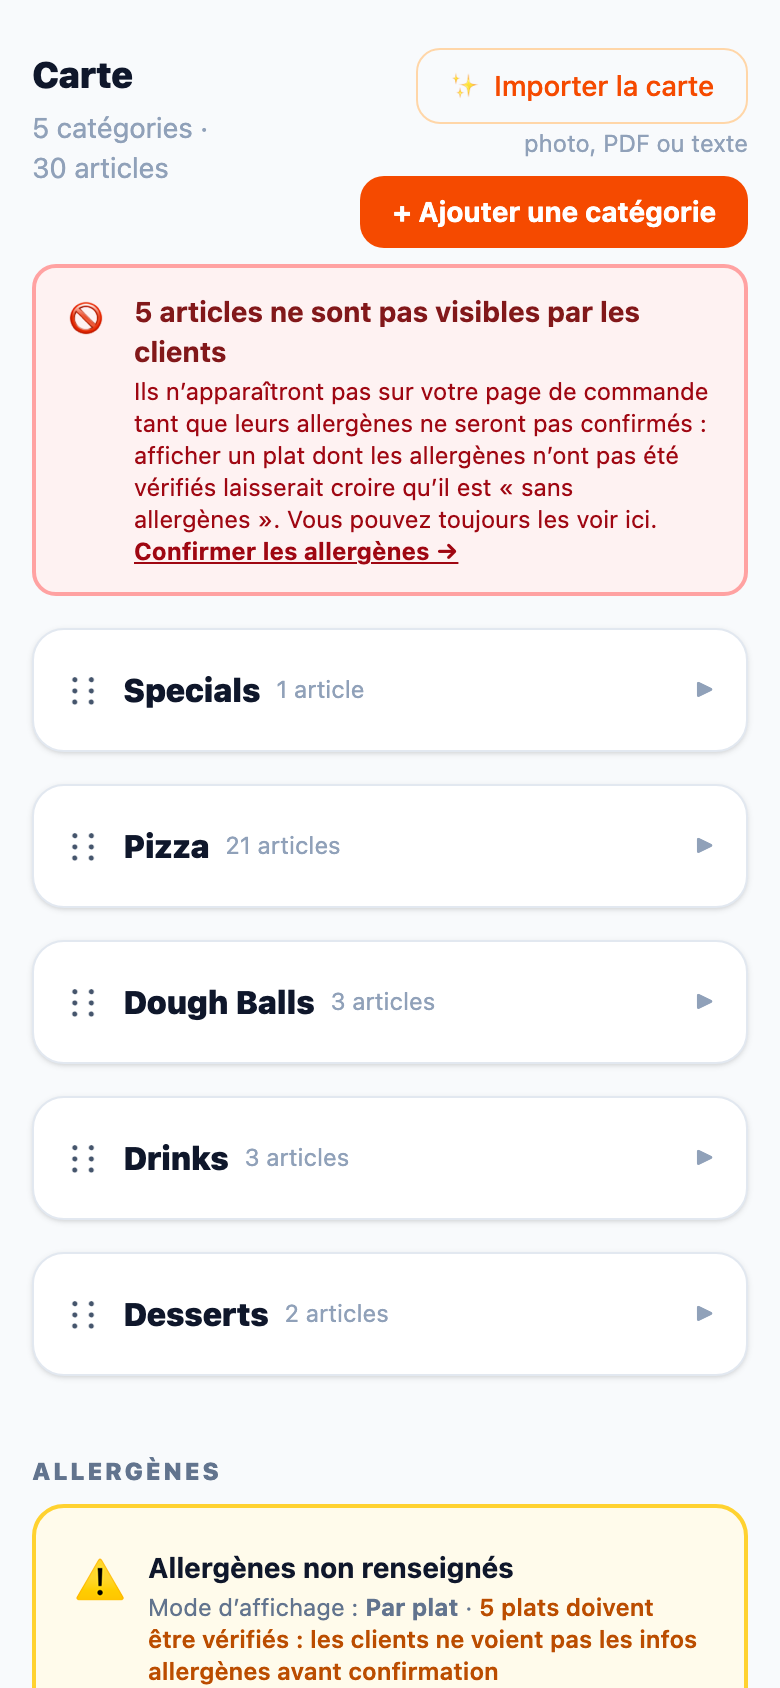 Carte
5 catégories ·
30 articles
✨ Importer la carte
photo, PDF ou texte
+ Ajouter une catégorie
5 articles ne sont pas visibles par les
clients
Ils n’apparaîtront pas sur votre page de commande
tant que leurs allergènes ne seront pas confirmés :
afficher un plat dont les allergènes n’ont pas été
vérifiés laisserait croire qu’il est « sans
allergènes ». Vous pouvez toujours les voir ici.
Confirmer les allergènes →
Specials 1 article
Pizza 21 articles
Dough Balls 3 articles
Drinks 3 articles
Desserts 2 articles
ALLERGÈNES
Allergènes non renseignés
Mode d’affichage : Par plat · 5 plats doivent
être vérifiés : les clients ne voient pas les infos
allergènes avant confirmation